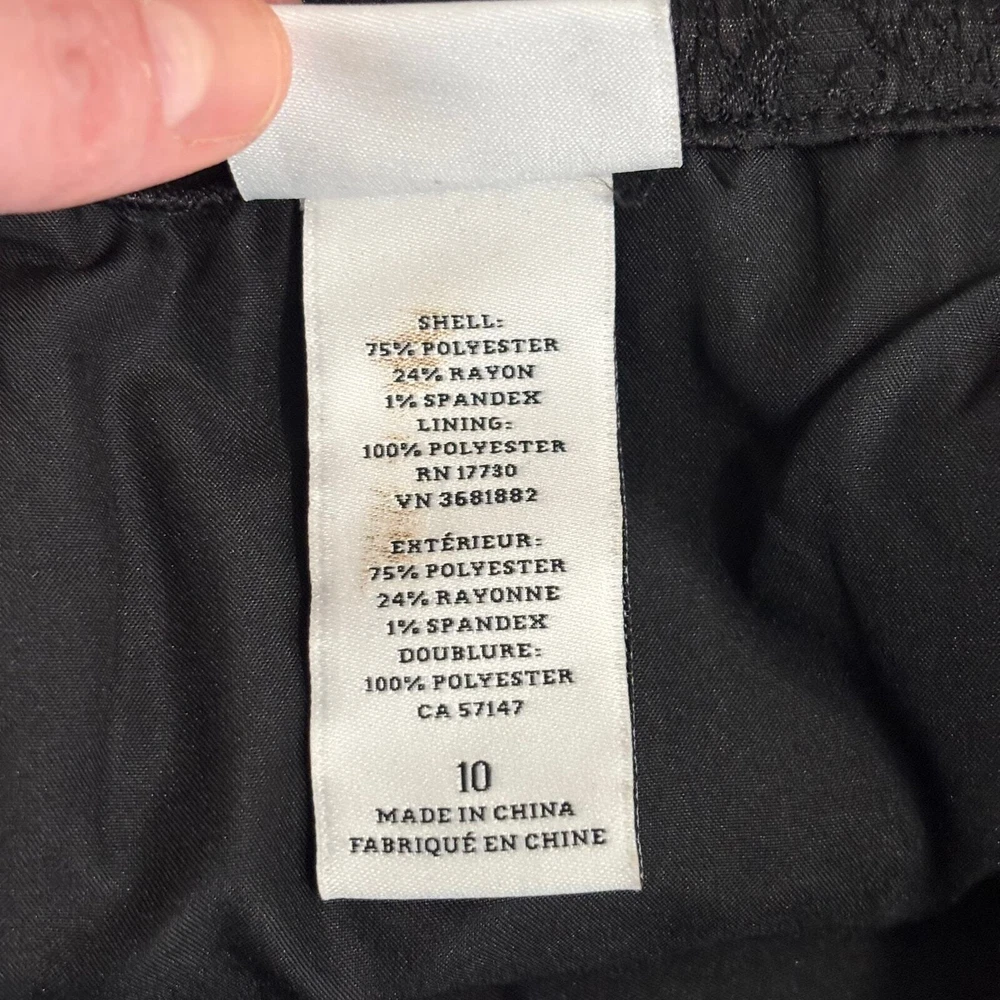 SHELL:
75% POLYESTER
24% RAYON
1% SPANDEX
LINING:
100% POLYESTER
RN 17730
VN 3681882
EXTÉRIEUR:
75% POLYESTER
24% RAYONNE
1% SPANDEX
DOUBLURE:
100% POLYESTER
CA 57147
10
MADE IN CHINA
FABRIQUÉ EN CHINE